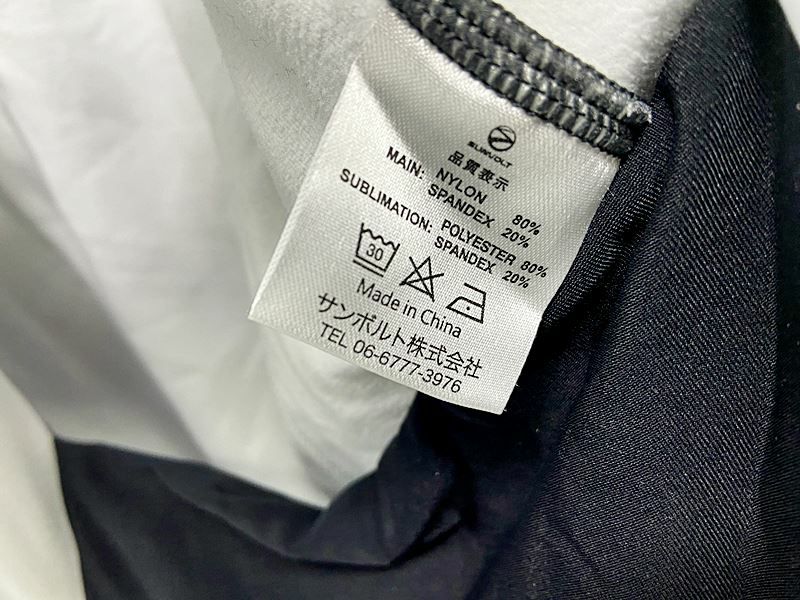 SUNVOLT
品質表示
MAIN: NYLON 80%
SPANDEX 20%
SUBLIMATION: POLYESTER 80%
SPANDEX 20%
30
Made in China
サンボルト株式会社
TEL 06-6777-3976